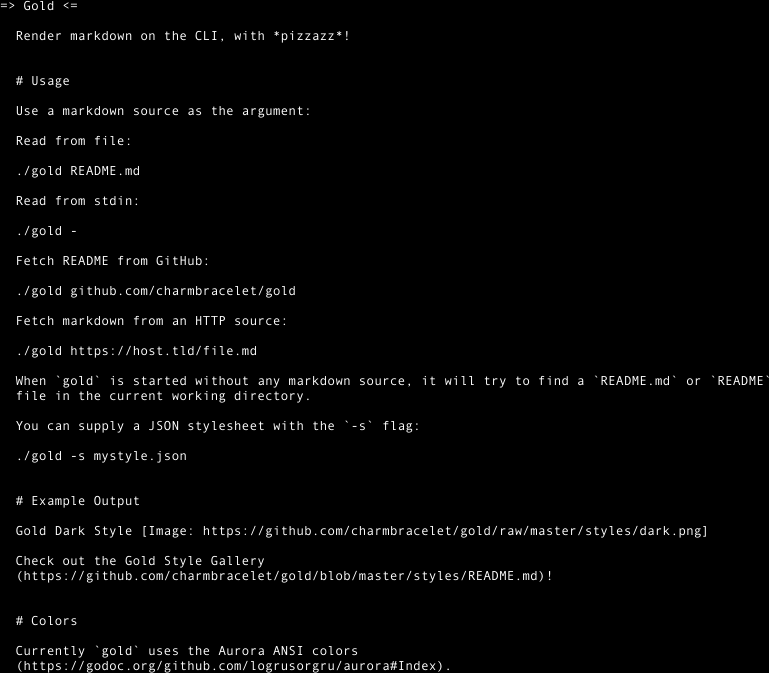 => Gold <=
Render markdown on the CLI, with *pizzazz*!
# Usage
Use a markdown source as the argument:
Read from file:
./gold README.md
Read from stdin:
./gold -
Fetch README from GitHub:
./gold github.com/charmbracelet/gold
Fetch markdown from an HTTP source:
./gold https://host.tld/file.md
When `gold` is started without any markdown source, it will try to find a `README.md` or `README`
file in the current working directory.
You can supply a JSON stylesheet with the `-s` flag:
./gold -s mystyle.json
# Example Output
Gold Dark Style [Image: https://github.com/charmbracelet/gold/raw/master/styles/dark.png]
Check out the Gold Style Gallery
(https://github.com/charmbracelet/gold/blob/master/styles/README.md)!
# Colors
Currently `gold` uses the Aurora ANSI colors
(https://godoc.org/github.com/logrusorgru/aurora#Index).